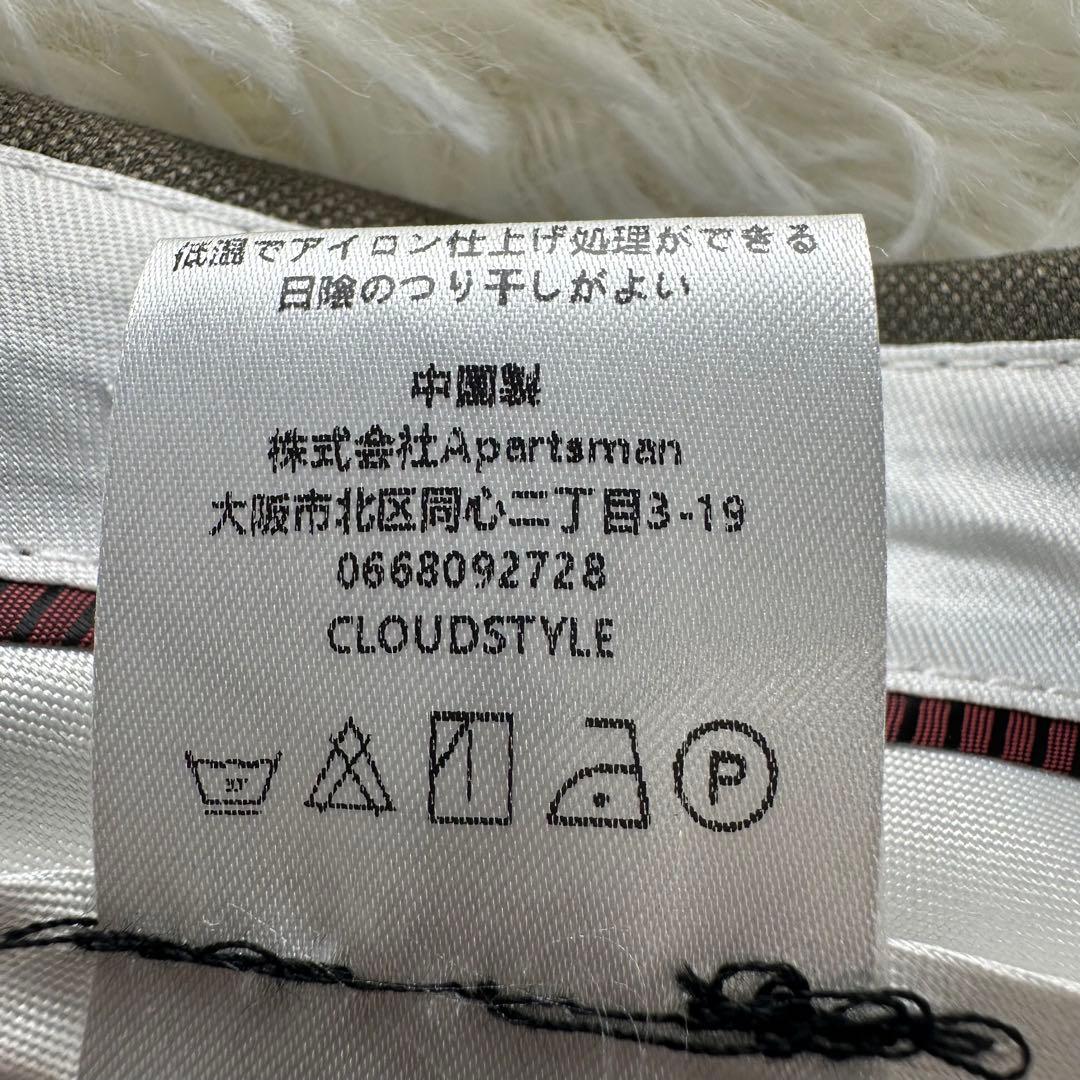 低温でアイロン仕上げ処理ができる
日陰のつり干しがよい
中国製
株式会社Apartsman
大阪市北区同心二丁目3-19
0668092728
CLOUDSTYLE
P